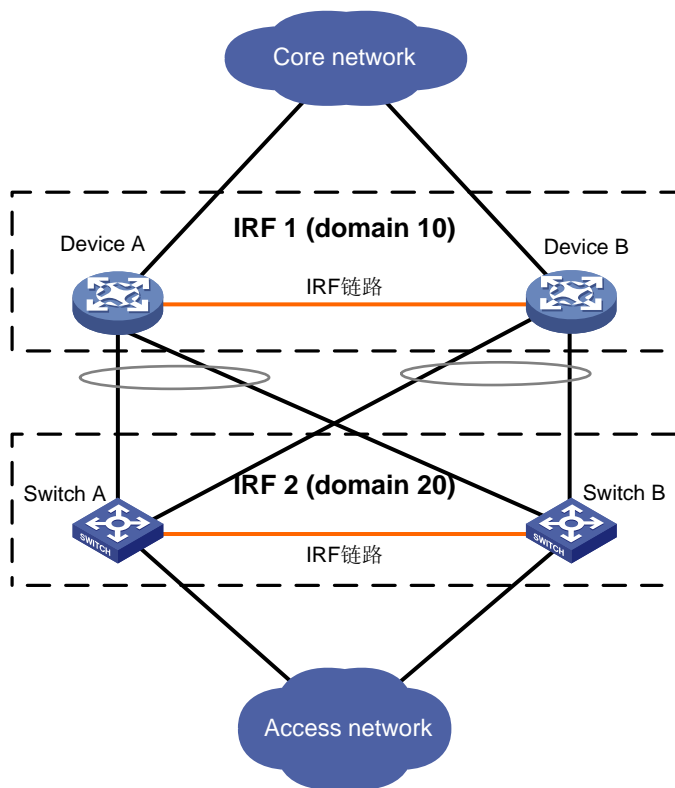 Core network
IRF 1 (domain 10)
Device A
Device B
IRF链路
Switch A
IRF 2 (domain 20)
Switch B
SWITCH
SWITCH
IRF链路
Access network